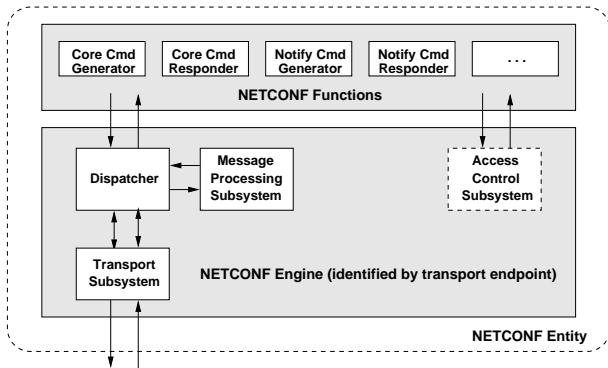 Core Cmd
Generator
Core Cmd
Responder
Notify Cmd
Generator
Notify Cmd
Responder
. . .
NETCONF Functions
Dispatcher
Message
Processing
Subsystem
Access
Control
Subsystem
Transport
Subsystem
NETCONF Engine (identified by transport endpoint)
NETCONF Entity